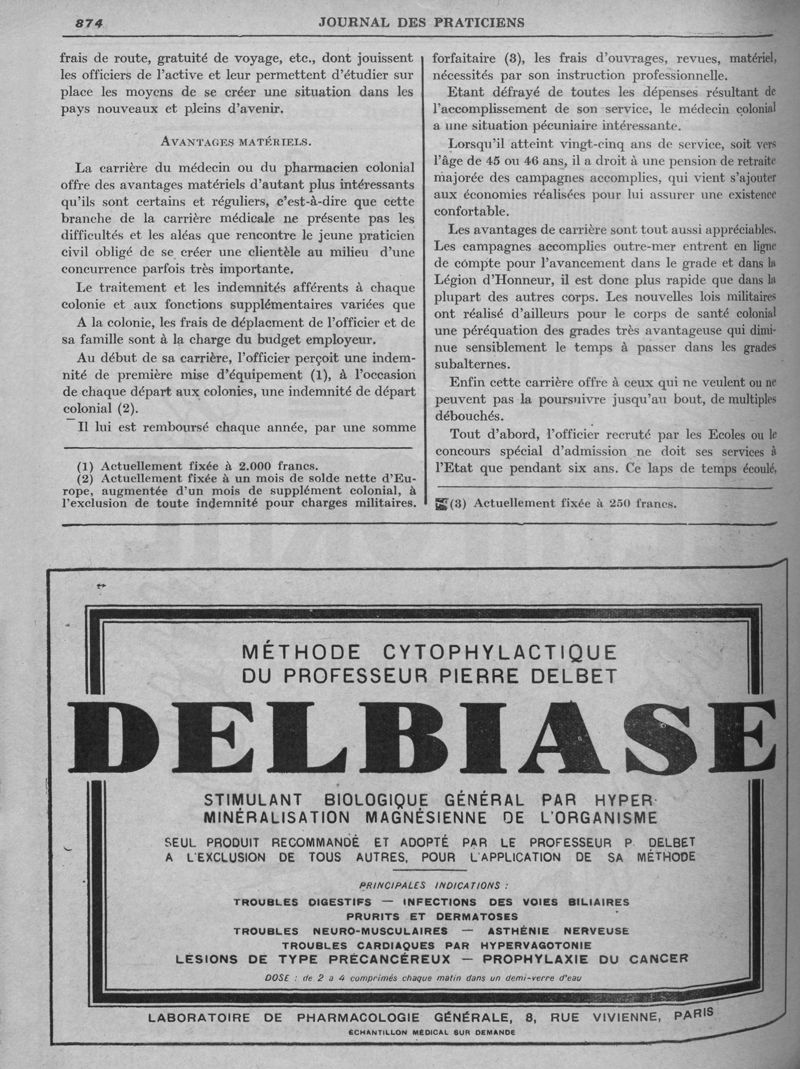 874
JOURNAL DES PRATICIENS
frais de route, gratuité de voyage, etc., dont jouissent
les officiers de l'active et leur permettent d'étudier sur
place les moyens de se créer une situation dans les
pays nouveaux et pleins d'avenir.
AVANTAGES MATÉRIELS.
La carrière du médecin ou du pharmacien colonial
offre des avantages matériels d'autant plus intéressants
qu'ils sont certains et réguliers, c'est-à-dire que cette
branche de la carrière médicale ne présente pas les
difficultés et les aléas que rencontre le jeune praticien
civil obligé de se créer une clientèle au milieu d'une
concurrence parfois très importante.
Le traitement et les indemnités afférents à chaque
colonie et aux fonctions supplémentaires variées que
A la colonie, les frais de déplacment de l'officier et de
sa famille sont à la charge du budget employeur.
Au début de sa carrière, l'officier perçoit une indem-
nité de première mise d'équipement (1), à l'occasion
de chaque départ aux colonies, une indemnité de départ
colonial (2).
Il lui est remboursé chaque année, par une somme
(1) Actuellement fixée à 2.000 francs.
(2) Actuellement fixée à un mois de solde nette d'Eu-
rope, augmentée d'un mois de supplément colonial, à
l'exclusion de toute indemnité pour charges militaires.
forfaitaire (3), les frais d'ouvrages, revues, matériel,
nécessités par son instruction professionnelle.
Etant défrayé de toutes les dépenses résultant de
l'accomplissement de son service, le médecin colonial
a une situation pécuniaire intéressante.
Lorsqu'il atteint vingt-cinq ans de service, soit vers
l'âge de 45 ou 46 ans, il a droit à une pension de retraite
majorée des campagnes accomplies, qui vient s'ajouter
aux économies réalisées pour lui assurer une existence
confortable.
Les avantages de carrière sont tout aussi appréciables.
Les campagnes accomplies outre-mer entrent en ligne
de compte pour l'avancement dans le grade et dans la
Légion d'Honneur, il est donc plus rapide que dans la
plupart des autres corps. Les nouvelles lois militaires
ont réalisé d'ailleurs pour le corps de santé colonial
une péréquation des grades très avantageuse qui dimi-
nue sensiblement le temps à passer dans les grades
subalternes.
Enfin cette carrière offre à ceux qui ne veulent ou ne
peuvent pas la poursuivre jusqu'au bout, de multiples
débouchés.
Tout d'abord, l'officier recruté par les Ecoles ou le
concours spécial d'admission ne doit ses services à
l'Etat que pendant six ans. Ce laps de temps écoulé,
(3) Actuellement fixée à 250 francs.
MÉTHODE CYTOPHYLACTIQUE
DU PROFESSEUR PIERRE DELBET
DELBIASE
STIMULANT BIOLOGIQUE GÉNÉRAL PAR HYPER-
MINÉRALISATION MAGNÉSIENNE DE L'ORGANISME
SEUL PRODUIT RECOMMANDÉ ET ADOPTÉ PAR LE PROFESSEUR P. DELBET
A L'EXCLUSION DE TOUS AUTRES, POUR L'APPLICATION DE SA MÉTHODE
PRINCIPALES INDICATIONS :
TROUBLES DIGESTIFS — INFECTIONS DES VOIES BILIAIRES
PRURITS ET DERMATOSES
TROUBLES NEURO-MUSCULAIRES — ASTHÉNIE NERVEUSE
TROUBLES CARDIAQUES PAR HYPERVAGOTONIE
LÉSIONS DE TYPE PRÉCANCÉREUX — PROPHYLAXIE DU CANCER
DOSE : de 2 a 4 comprimés chaque matin dans un demi-verre d'eau
LABORATOIRE DE PHARMACOLOGIE GÉNÉRALE, 8, RUE VIVIENNE, PARIS
ÉCHANTILLON MÉDICAL SUR DEMANDE